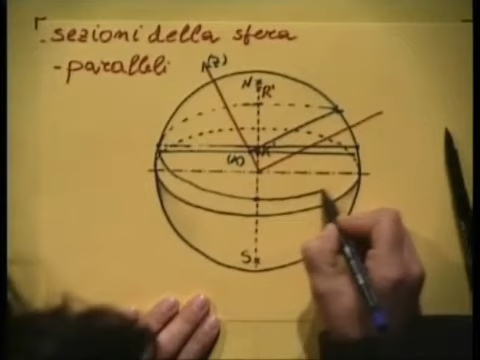 sezioni della sfera
- paralleli
(Z)
N
R'
(A)
S